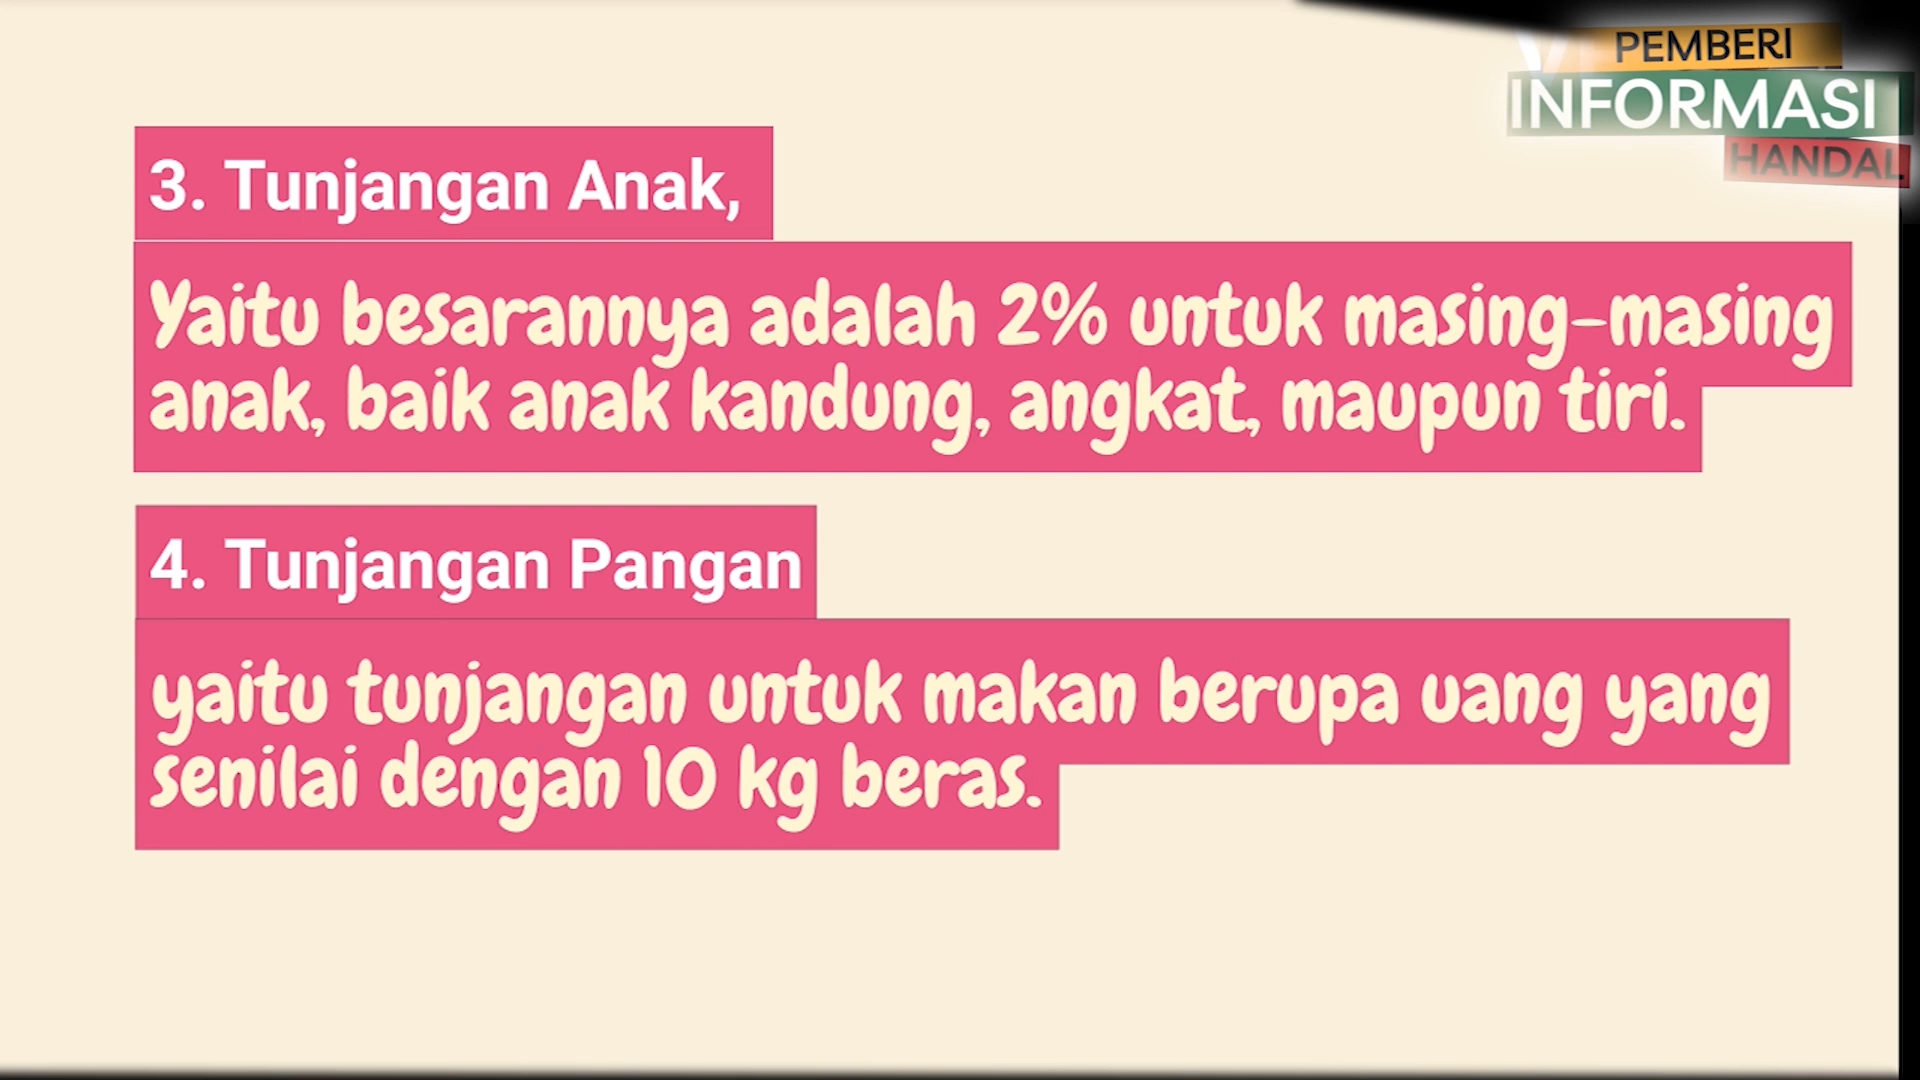 PEMBERI
INFORMASI
HANDAL
3. Tunjangan Anak,
Yaitu besarannya adalah 2% untuk masing-masing
anak, baik anak kandung, angkat, maupun tiri.
4. Tunjangan Pangan
yaitu tunjangan untuk makan berupa uang yang
senilai dengan 10 kg beras.